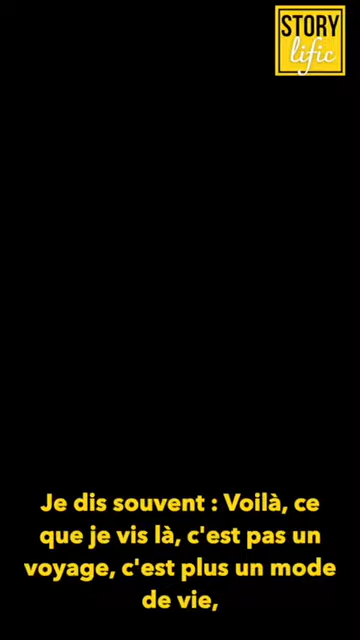 STORY
lific
Je dis souvent : Voilà, ce
que je vis là, c'est pas un
voyage, c'est plus un mode
de vie,